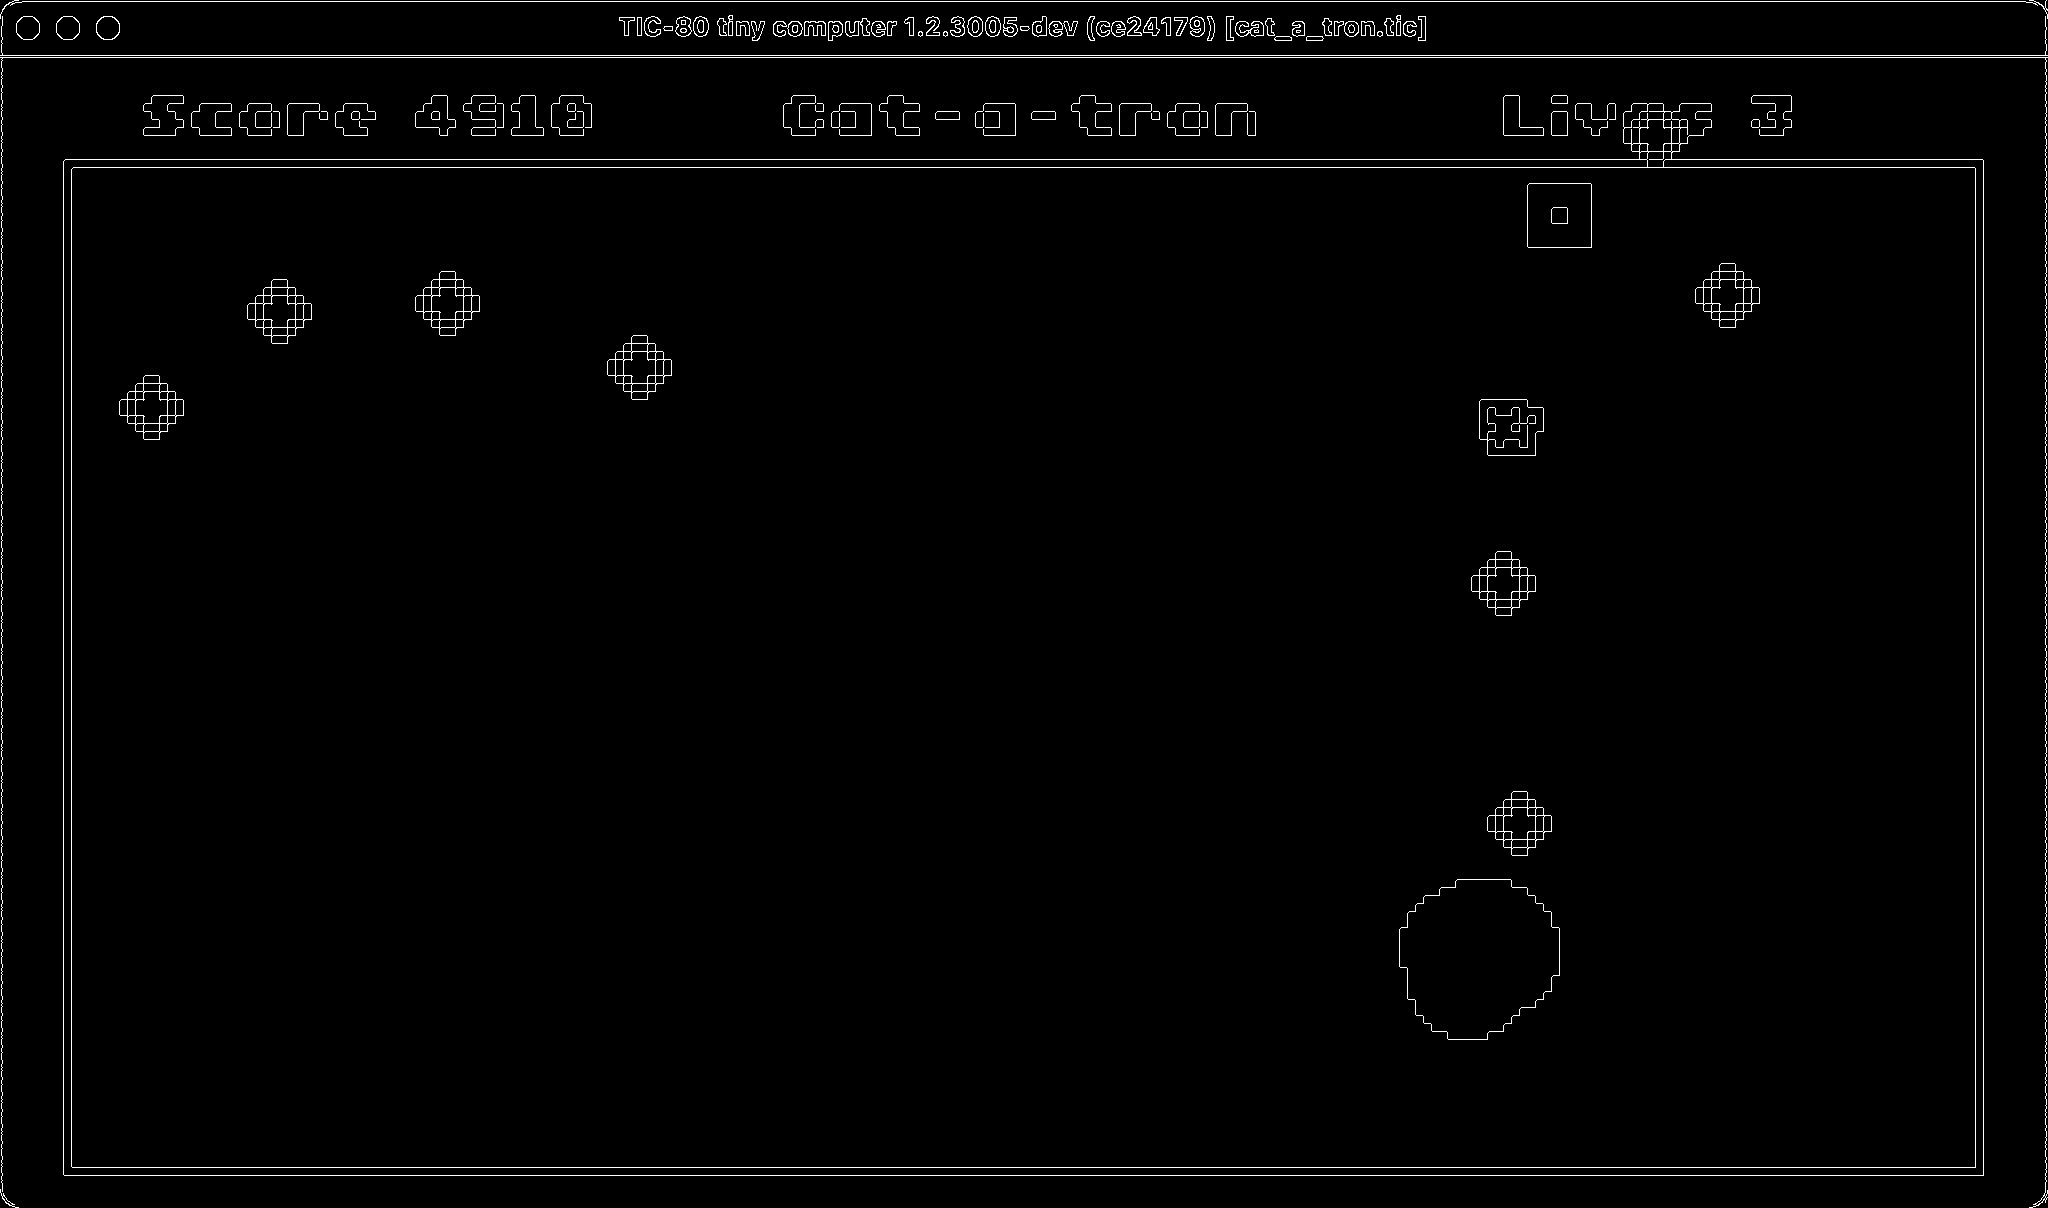 TIC-80 tiny computer 1.2.3005-dev (ce24179) [cat_a_tron.tic]
Score 4910 Cat-a-tron Lives 3